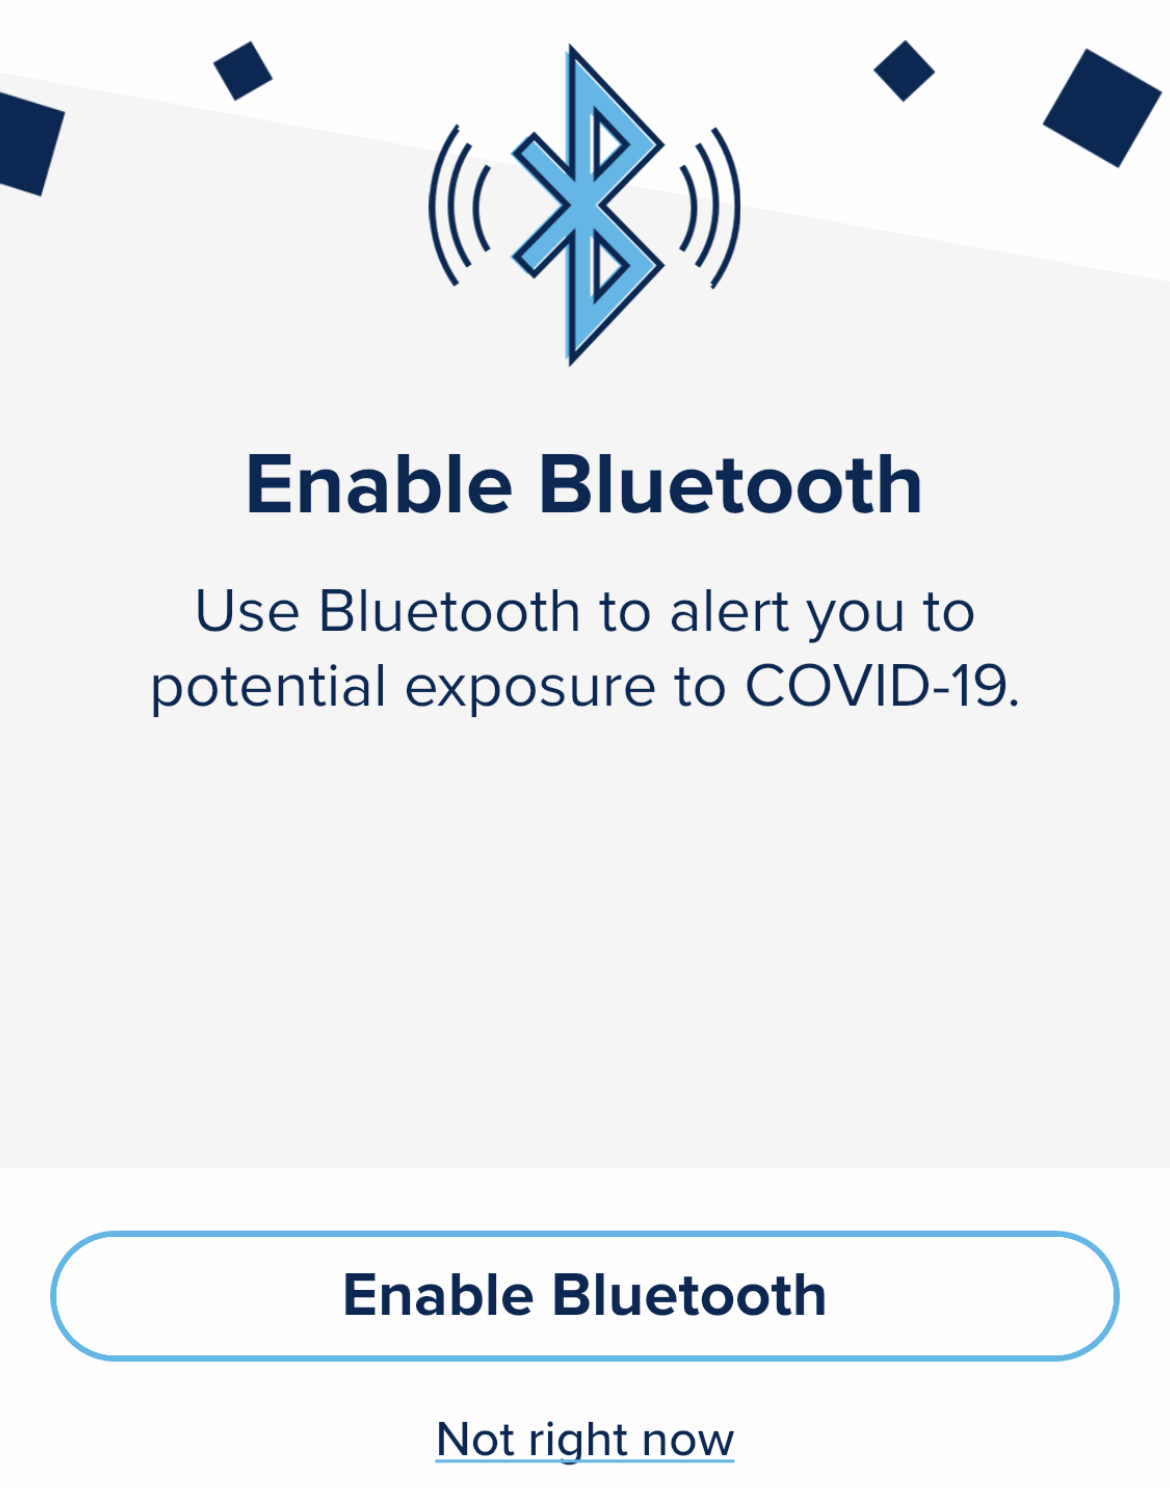 Enable Bluetooth
Use Bluetooth to alert you to
potential exposure to COVID-19.
Enable Bluetooth
Not right now